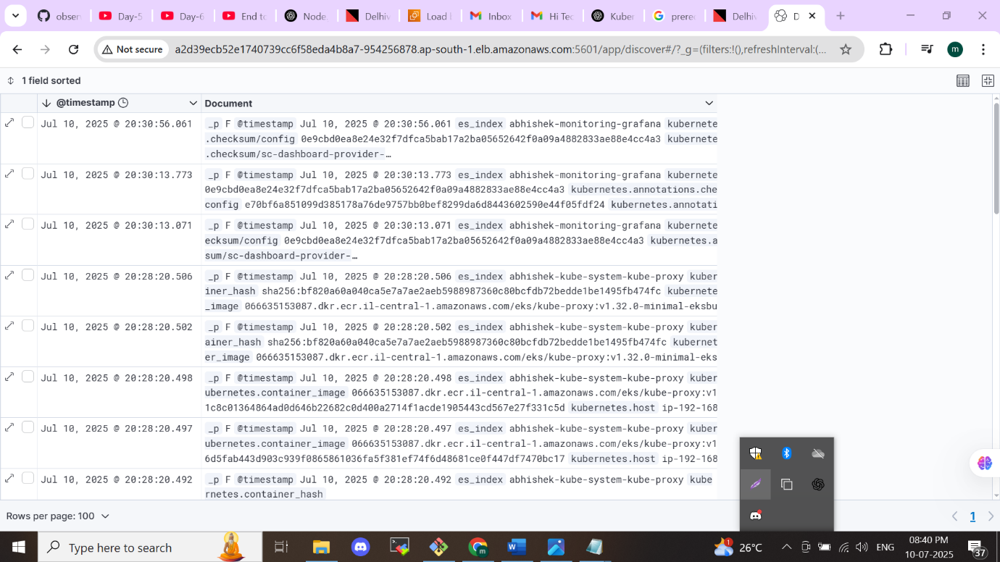 obser
Day-5
Day-6
End to
Node.
Delhiv
Load
Inbox
Hi Tec
Kuber
prere
Delhiv
D
Not secure
a2d39ecb52e1740739cc6f58eda4b8a7-954256878.ap-south-1.elb.amazonaws.com:5601/app/discover#/?_g=(filters:!(),refreshInterval:(...
m
1 field sorted
@timestamp
Document
Jul 10, 2025 @ 20:30:56.061
_p F @timestamp Jul 10, 2025 @ 20:30:56.061 es_index abhishek-monitoring-grafana kubernete
.checksum/config 0e9cbd0ea8e24e32f7dfca5bab17a2ba05652642f0a09a4882833ae88e4cc4a3 kubernete
.checksum/sc-dashboard-provider-…
Jul 10, 2025 @ 20:30:13.773
_p F @timestamp Jul 10, 2025 @ 20:30:13.773 es_index abhishek-monitoring-grafana kubernete
0e9cbd0ea8e24e32f7dfca5bab17a2ba05652642f0a09a4882833ae88e4cc4a3 kubernetes.annotations.che
config e70bf6a851099d385178a76de9757bb0bef8299da6d8443602590e44f05fdf24 kubernetes.annotati
Jul 10, 2025 @ 20:30:13.071
_p F @timestamp Jul 10, 2025 @ 20:30:13.071 es_index abhishek-monitoring-grafana kubernete
ecksum/config 0e9cbd0ea8e24e32f7dfca5bab17a2ba05652642f0a09a4882833ae88e4cc4a3 kubernetes.a
sum/sc-dashboard-provider-…
Jul 10, 2025 @ 20:28:20.506
_p F @timestamp Jul 10, 2025 @ 20:28:20.506 es_index abhishek-kube-system-kube-proxy kuber
iner_hash sha256:bf820a60a040ca5e7a7ae2aeb5988987360c80bcfdb72bedde1be1495fb474fc kubernete
_image 066635153087.dkr.ecr.il-central-1.amazonaws.com/eks/kube-proxy:v1.32.0-minimal-eksbu
Jul 10, 2025 @ 20:28:20.502
_p F @timestamp Jul 10, 2025 @ 20:28:20.502 es_index abhishek-kube-system-kube-proxy kuber
ainer_hash sha256:bf820a60a040ca5e7a7ae2aeb5988987360c80bcfdb72bedde1be1495fb474fc kubernet
er_image 066635153087.dkr.ecr.il-central-1.amazonaws.com/eks/kube-proxy:v1.32.0-minimal-eks
Jul 10, 2025 @ 20:28:20.498
_p F @timestamp Jul 10, 2025 @ 20:28:20.498 es_index abhishek-kube-system-kube-proxy kuber
ubernetes.container_image 066635153087.dkr.ecr.il-central-1.amazonaws.com/eks/kube-proxy:v1
1c8c01364864ad0d646b22682c0d400a2714f1acde1905443cd567e27f331c5d kubernetes.host ip-192-168
Jul 10, 2025 @ 20:28:20.497
_p F @timestamp Jul 10, 2025 @ 20:28:20.497 es_index abhishek-kube-system-kube-proxy kuber
ubernetes.container_image 066635153087.dkr.ecr.il-central-1.amazonaws.com/eks/kube-proxy:v1
6d5fab443d903c939f0865861036fa5f381ef74f6d48681ce0f447df7470bc17 kubernetes.host ip-192-168
Jul 10, 2025 @ 20:28:20.492
_p F @timestamp Jul 10, 2025 @ 20:28:20.492 es_index abhishek-kube-system-kube-proxy kube
rnetes.container_hash
Rows per page: 100
1
Type here to search
1
26°C
ENG
08:40 PM
10-07-2025
37